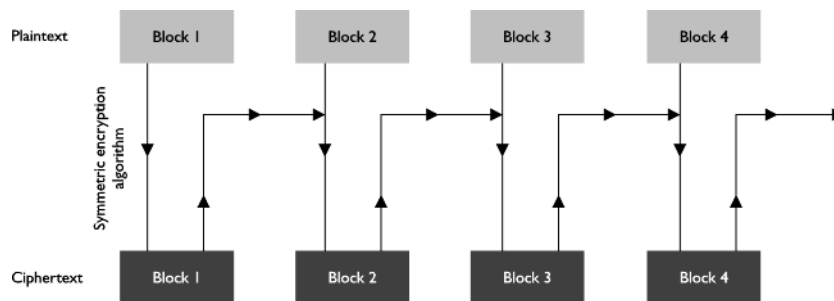 Plaintext
Block 1
Block 2
Block 3
Block 4
Symmetric encryption
algorithm
Ciphertext
Block 1
Block 2
Block 3
Block 4